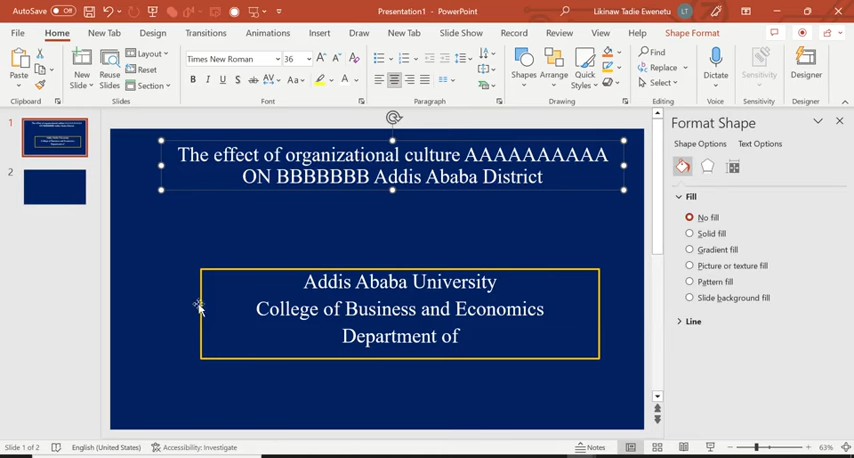 AutoSave Off Presentation1 - PowerPoint Likinaw Tadie Ewenetu LT
File Home New Tab Design Transitions Animations Insert Draw New Tab Slide Show Record Review View Help Shape Format
Paste New Slide Reuse Slides Layout Reset Section Times New Roman 36 Shapes Arrange Quick Styles Find Replace Select Dictate Sensitivity Designer
Clipboard Slides Font Paragraph Drawing Editing Voice Sensitivity Designer
1
2
The effect of organizational culture AAAAAAAAAA
ON BBBBBBB Addis Ababa District
Addis Ababa University
College of Business and Economics
Department of
Format Shape
Shape Options Text Options
Fill
No fill
Solid fill
Gradient fill
Picture or texture fill
Pattern fill
Slide background fill
Line
Slide 1 of 2 English (United States) Accessibility: Investigate Notes 63%